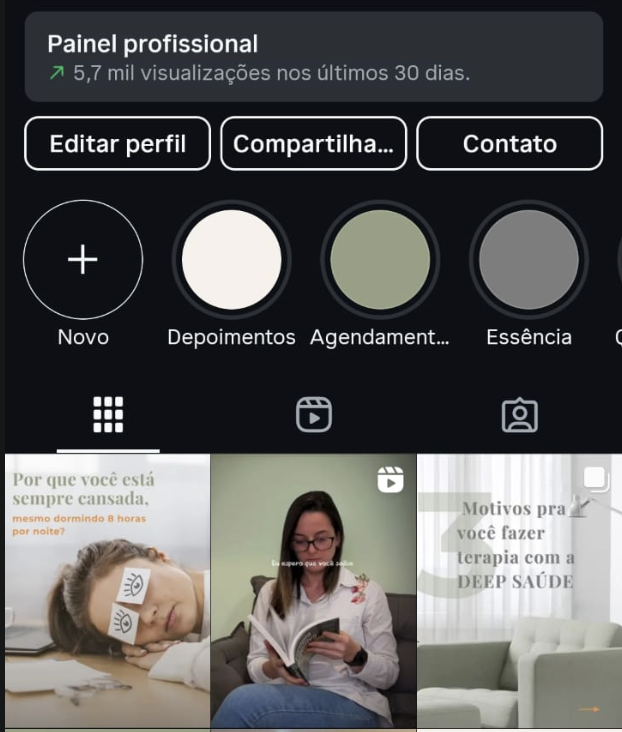 Painel profissional
5,7 mil visualizações nos últimos 30 dias.
Editar perfil
Compartilha...
Contato
Novo
Depoimentos
Agendament...
Essência
Por que você está
sempre cansada,
mesmo dormindo 8 horas
por noite?
Eu espero que você
3
Motivos pra
você fazer
terapia com a
DEEP SAÚDE